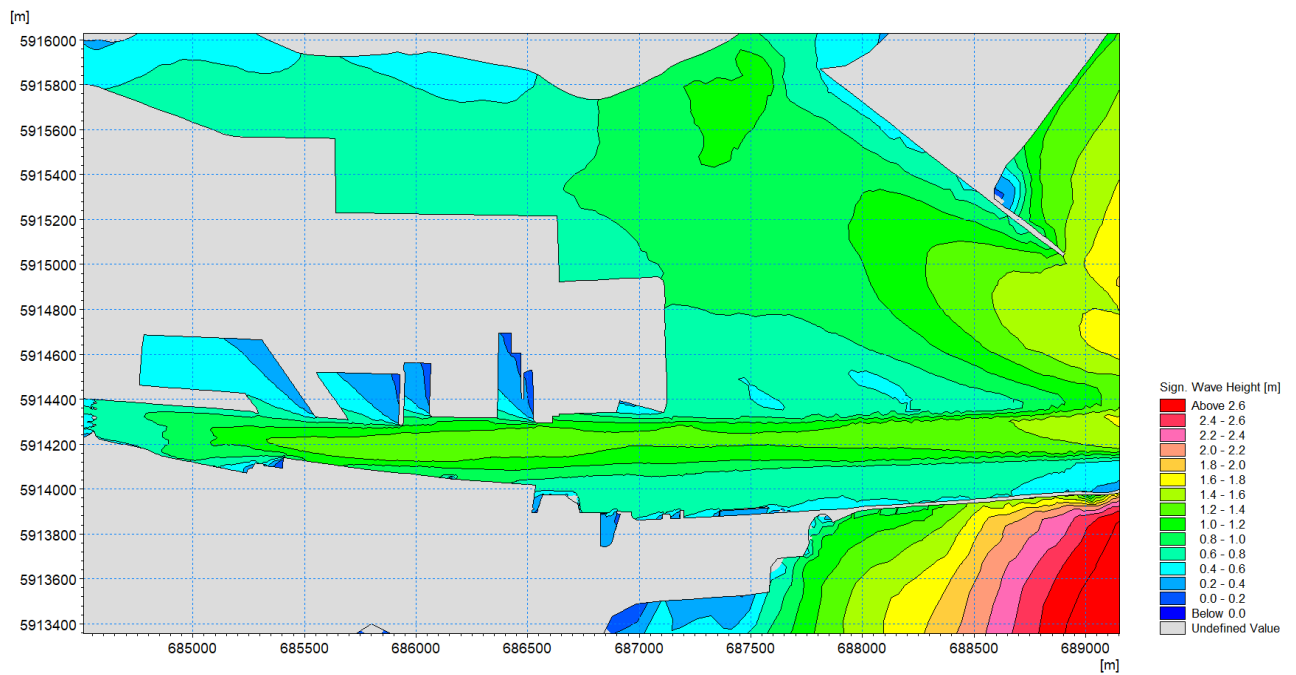 [m]
5916000
5915800
5915600
5915400
5915200
5915000
5914800
5914600
5914400
5914200
5914000
5913800
5913600
5913400
685000 685500 686000 686500 687000 687500 688000 688500 689000
[m]
Sign. Wave Height [m]
Above 2.6
2.4 - 2.6
2.2 - 2.4
2.0 - 2.2
1.8 - 2.0
1.6 - 1.8
1.4 - 1.6
1.2 - 1.4
1.0 - 1.2
0.8 - 1.0
0.6 - 0.8
0.4 - 0.6
0.2 - 0.4
0.0 - 0.2
Below 0.0
Undefined Value